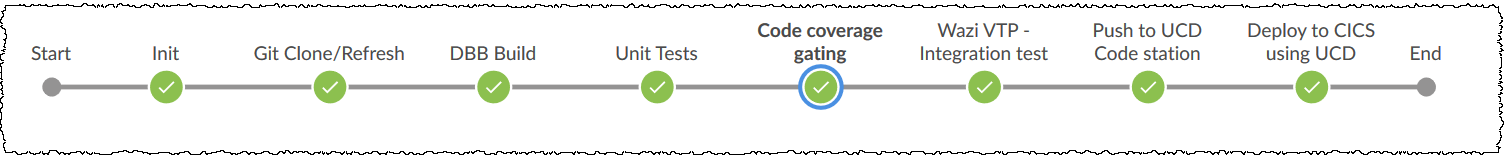 Start
Init
Git Clone/Refresh
DBB Build
Unit Tests
Code coverage
gating
Wazi VTP -
Integration test
Push to UCD
Code station
Deploy to CICS
using UCD
End